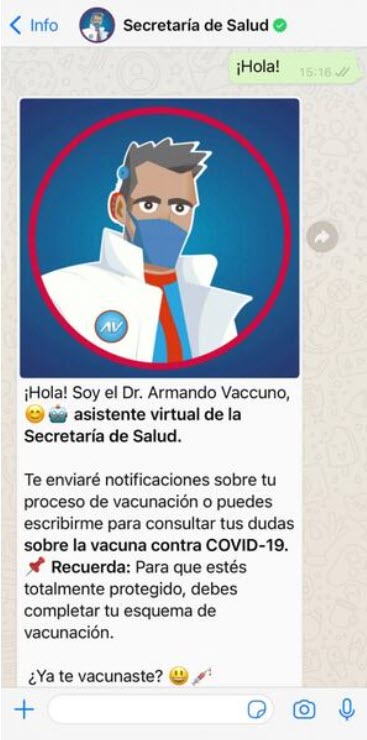 Info
Secretaría de Salud
¡Hola!
15:16
AV
¡Hola! Soy el Dr. Armando Vaccuno,
😊 🤖 asistente virtual de la
Secretaría de Salud.
Te enviaré notificaciones sobre tu
proceso de vacunación o puedes
escribirme para consultar tus dudas
sobre la vacuna contra COVID-19.
📌 Recuerda: Para que estés
totalmente protegido, debes
completar tu esquema de
vacunación.
¿Ya te vacunaste? 😃 💉